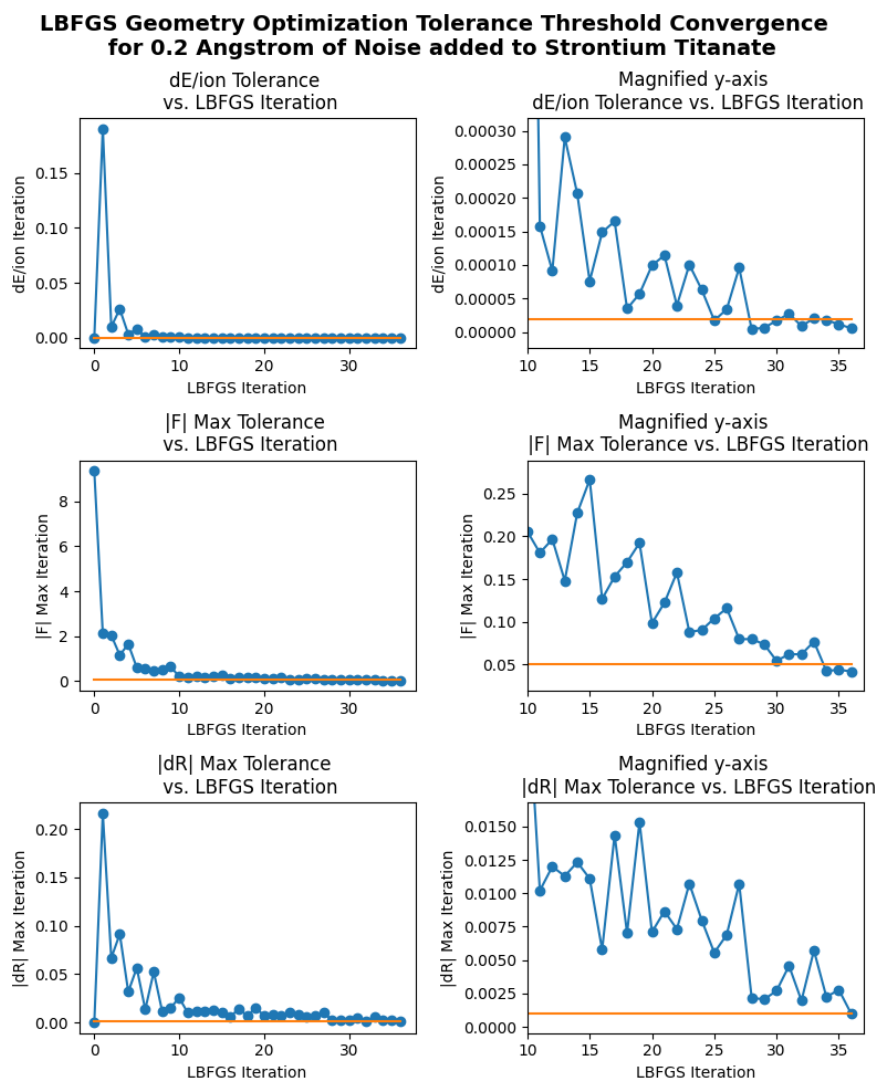 LBFGS Geometry Optimization Tolerance Threshold Convergence
for 0.2 Angstrom of Noise added to Strontium Titanate
dE/ion Tolerance
vs. LBFGS Iteration
dE/ion Iteration
0.15
0.10
0.05
0.00
0 10 20 30
LBFGS Iteration
Magnified y-axis
dE/ion Tolerance vs. LBFGS Iteration
dE/ion Iteration
0.00030
0.00025
0.00020
0.00015
0.00010
0.00005
0.00000
10 15 20 25 30 35
LBFGS Iteration
|F| Max Tolerance
vs. LBFGS Iteration
|F| Max Iteration
8
6
4
2
0
0 10 20 30
LBFGS Iteration
Magnified y-axis
|F| Max Tolerance vs. LBFGS Iteration
|F| Max Iteration
0.25
0.20
0.15
0.10
0.05
10 15 20 25 30 35
LBFGS Iteration
|dR| Max Tolerance
vs. LBFGS Iteration
|dR| Max Iteration
0.20
0.15
0.10
0.05
0.00
0 10 20 30
LBFGS Iteration
Magnified y-axis
|dR| Max Tolerance vs. LBFGS Iteration
|dR| Max Iteration
0.0150
0.0125
0.0100
0.0075
0.0050
0.0025
0.0000
10 15 20 25 30 35
LBFGS Iteration